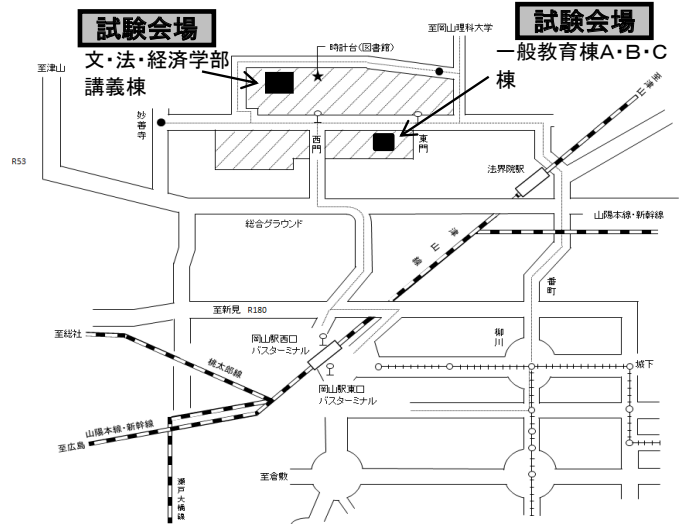 試験会場
文・法・経済学部
講義棟
時計台(図書館)
至岡山理科大学
試験会場
一般教育棟A・B・C
棟
至津山
至津山
妙善寺
西門
東門
R53
法界院駅
総合グラウンド
山陽本線・新幹線
津山線
番町
至新見 R180
至総社
岡山駅西口
バスターミナル
柳川
城下
桃太郎線
岡山駅東口
バスターミナル
山陽本線・新幹線
至広島
至倉敷
瀬戸大橋線